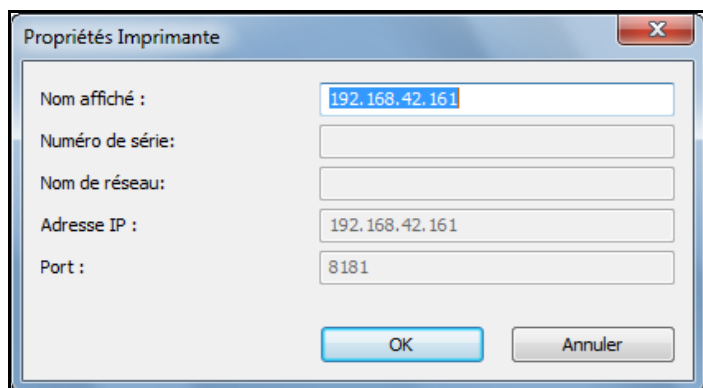 Propriétés Imprimante
Nom affiché : 192.168.42.161
Numéro de série:
Nom de réseau:
Adresse IP : 192.168.42.161
Port : 8181
OK Annuler